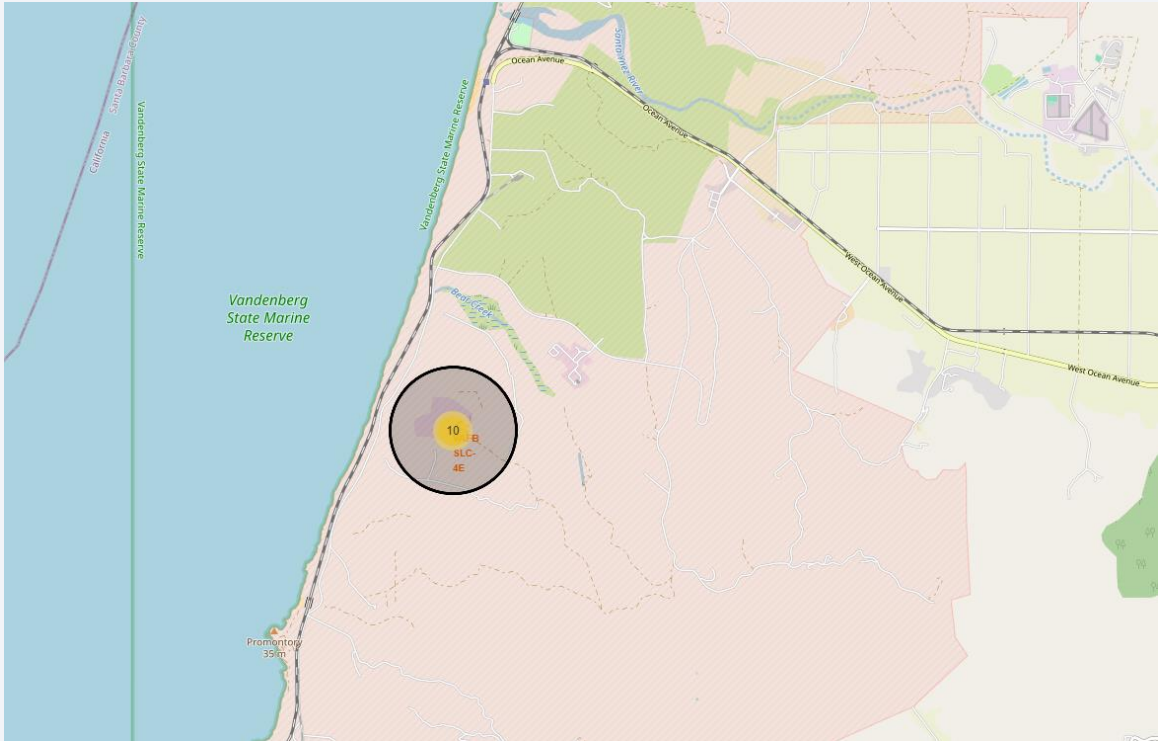 Santa Barbara County
California
Vandenberg State Marine Reserve
Vandenberg State Marine Reserve
Santa Ynez River
Ocean Avenue
Ocean Avenue
West Ocean Avenue
West Ocean Avenue
Vandenberg
State Marine
Reserve
Bear Creek
10
SLC-
4E
Promontory
35 m